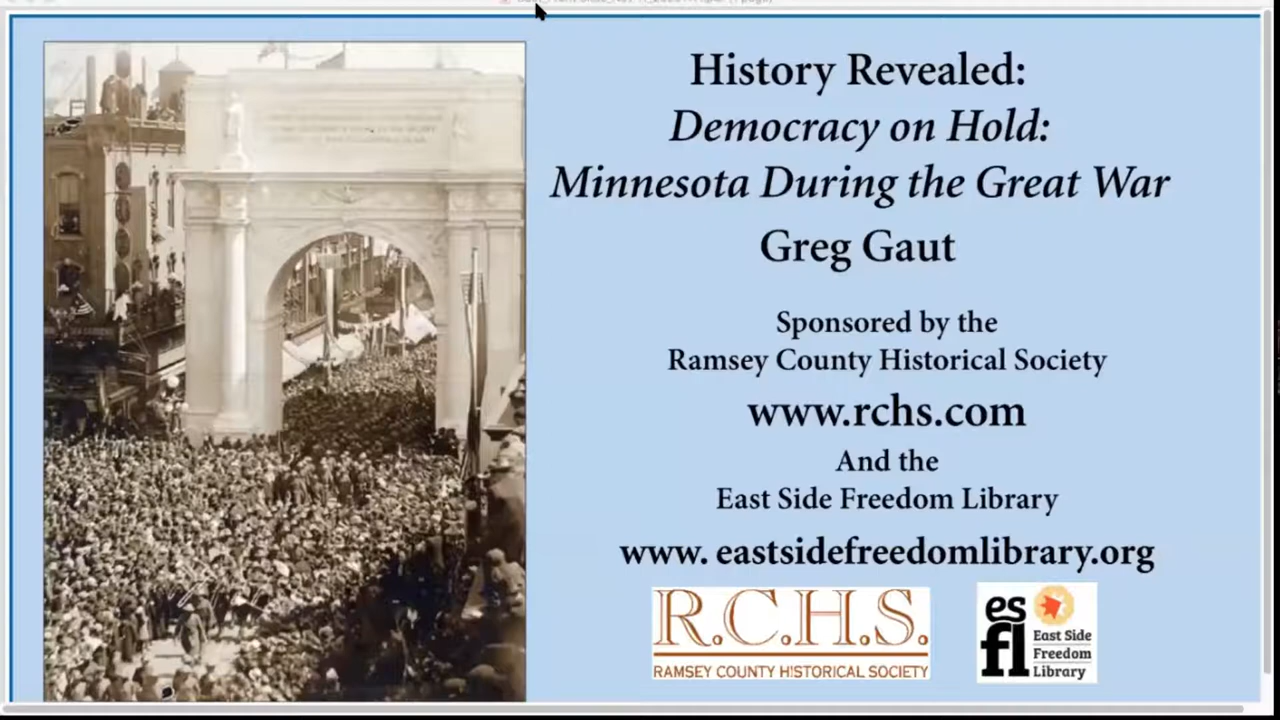 History Revealed:
Democracy on Hold:
Minnesota During the Great War
Greg Gaut
Sponsored by the
Ramsey County Historical Society
www.rchs.com
And the
East Side Freedom Library
www. eastsidefreedomlibrary.org
R.C.H.S.
RAMSEY COUNTY HISTORICAL SOCIETY
es
fl
East Side
Freedom
Library